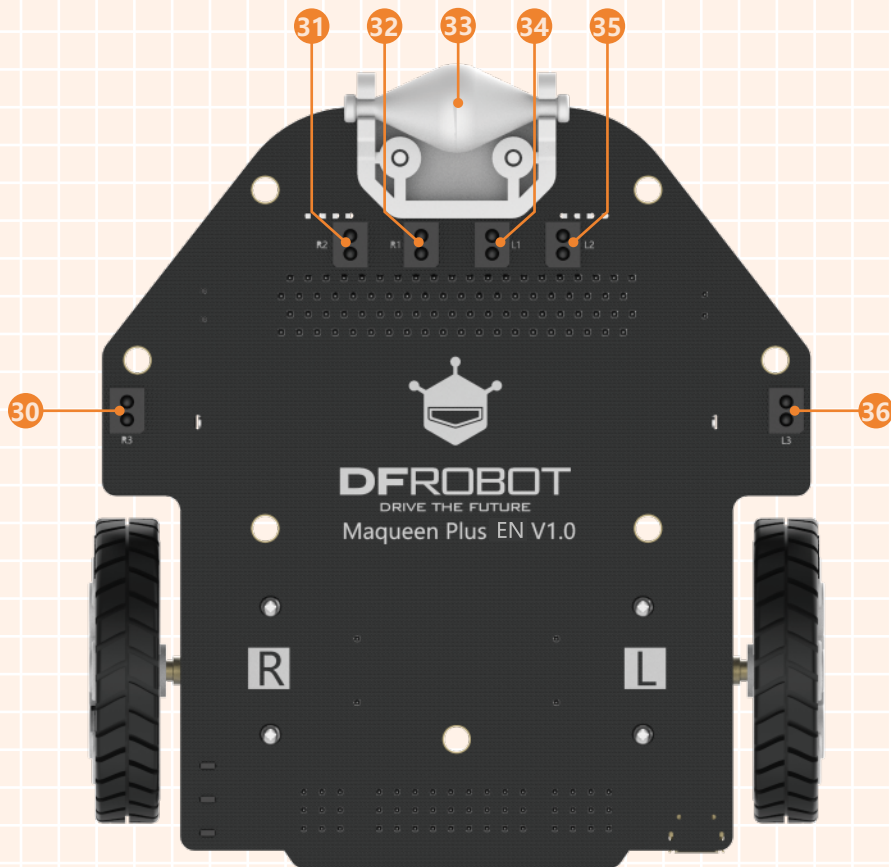 31 32 33 34 35
R2 R1 L1 L2
30 36
R3 L3
DFROBOT
DRIVE THE FUTURE
Maqueen Plus EN V1.0
R L